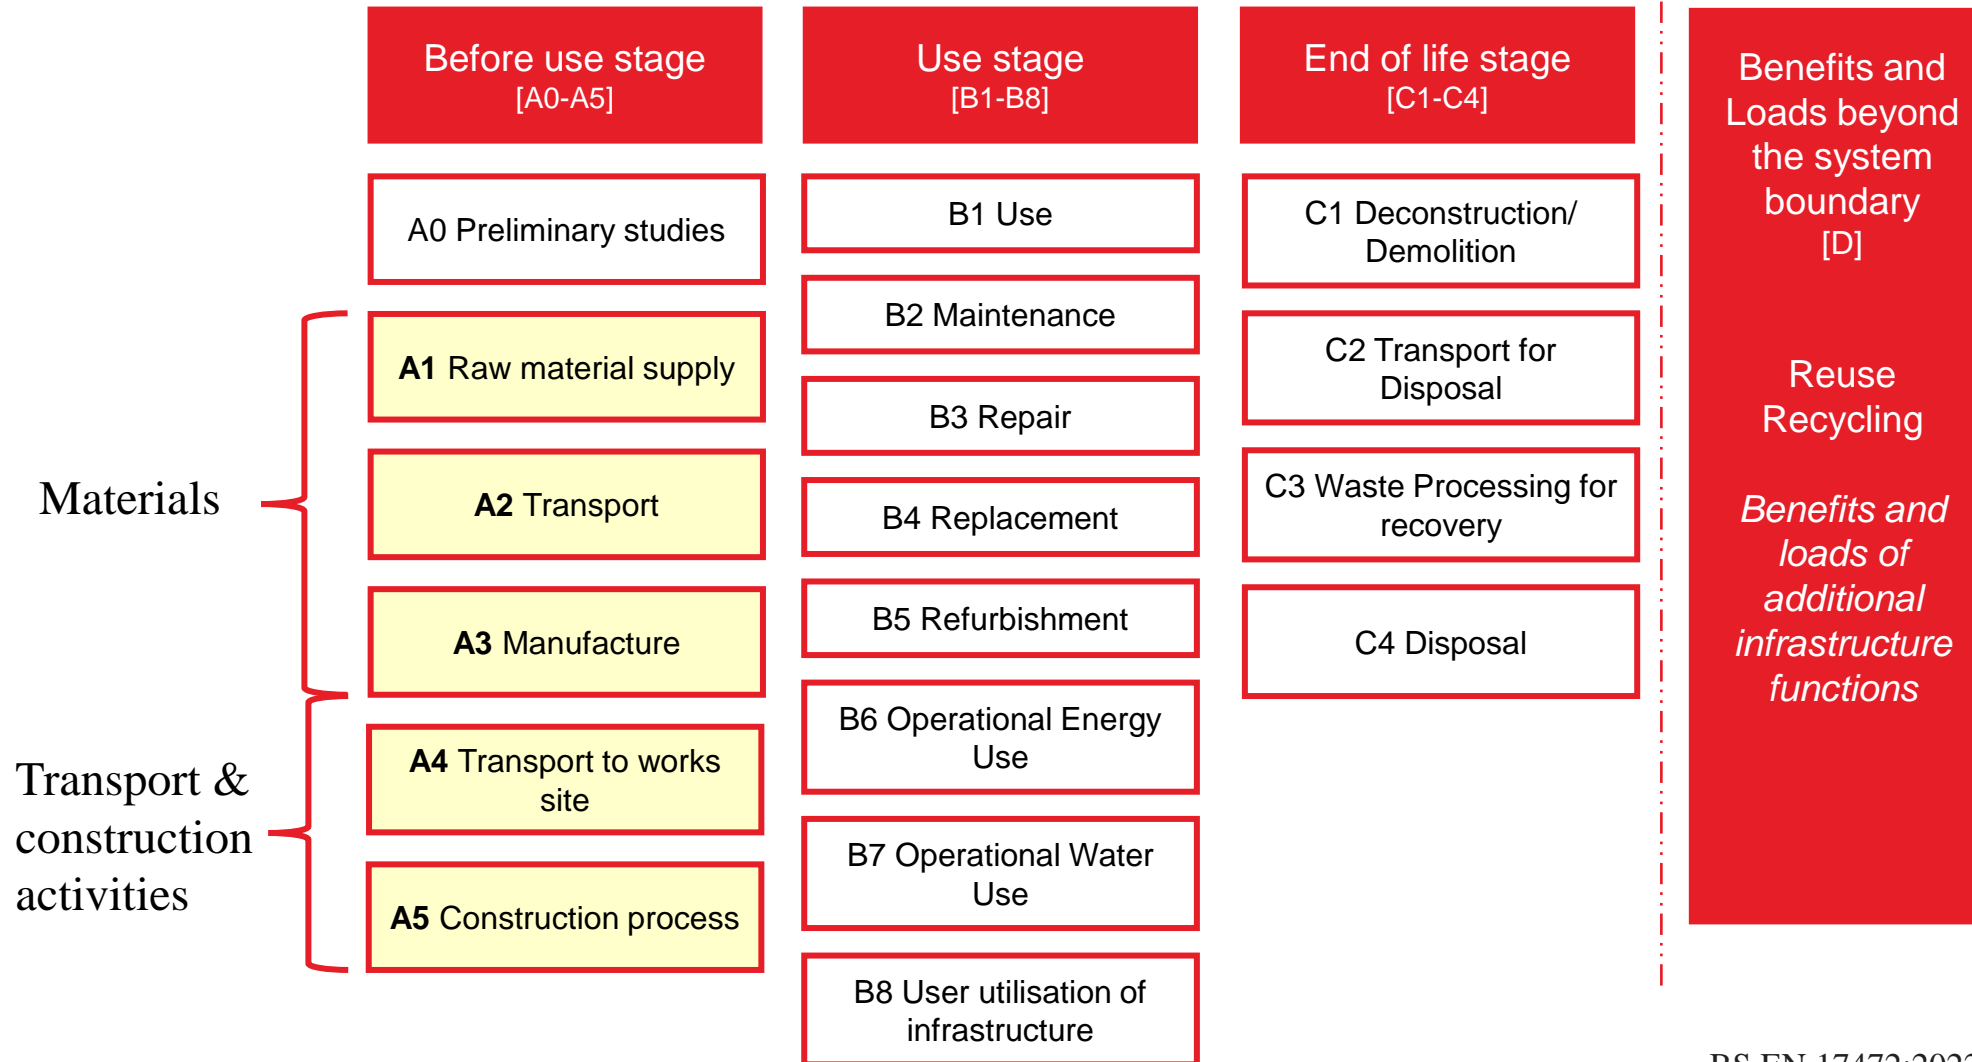 Before use stage
[A0-A5]
A0 Preliminary studies
A1 Raw material supply
A2 Transport
A3 Manufacture
A4 Transport to works
site
A5 Construction process
Materials
Transport &
construction
activities
Use stage
[B1-B8]
B1 Use
B2 Maintenance
B3 Repair
B4 Replacement
B5 Refurbishment
B6 Operational Energy
Use
B7 Operational Water
Use
B8 User utilisation of
infrastructure
End of life stage
[C1-C4]
C1 Deconstruction/
Demolition
C2 Transport for
Disposal
C3 Waste Processing for
recovery
C4 Disposal
Benefits and
Loads beyond
the system
boundary
[D]
Reuse
Recycling
Benefits and
loads of
additional
infrastructure
functions
BS EN 17472:2022